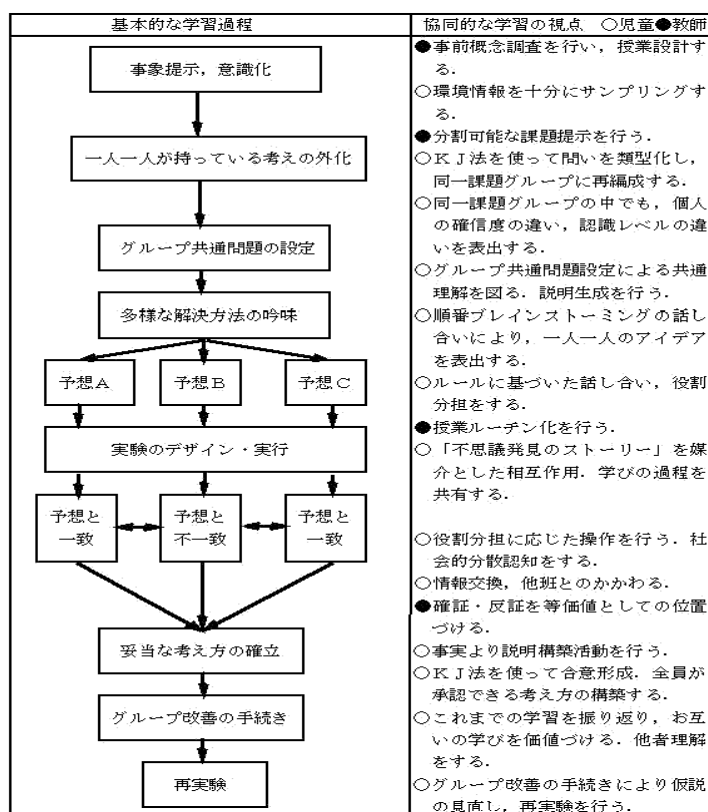 基本的な学習過程
事象提示，意識化
一人一人が持っている考えの外化
グループ共通問題の設定
多様な解決方法の吟味
予想A
予想B
予想C
実験のデザイン・実行
予想と
一致
予想と
不一致
予想と
一致
妥当な考え方の確立
グループ改善の手続き
再実験
協同的な学習の視点 ○児童●教師
●事前概念調査を行い，授業設計す
る．
○環境情報を十分にサンプリングす
る．
●分割可能な課題提示を行う．
○KJ法を使って問いを類型化し，
同一課題グループに再編成する．
○同一課題グループの中でも，個人
の確信度の違い，認識レベルの違
いを表出する．
○グループ共通問題設定による共通
理解を図る．説明生成を行う．
○順番ブレインストーミングの話し
合いにより，一人一人のアイデア
を表出する．
○ルールに基づいた話し合い，役割
分担をする．
●授業ルーチン化を行う．
○「不思議発見のストーリー」を媒
介とした相互作用．学びの過程を
共有する．
○役割分担に応じた操作を行う．社
会的分散認知をする．
○情報交換，他班とのかかわる．
●確証・反証を等価値としての位置
づける．
○事実より説明構築活動を行う．
○KJ法を使って合意形成．全員が
承認できる考え方の構築する．
○これまでの学習を振り返り，お互
いの学びを価値づける．他者理解
をする．
○グループ改善の手続きにより仮説
の見直し，再実験を行う．